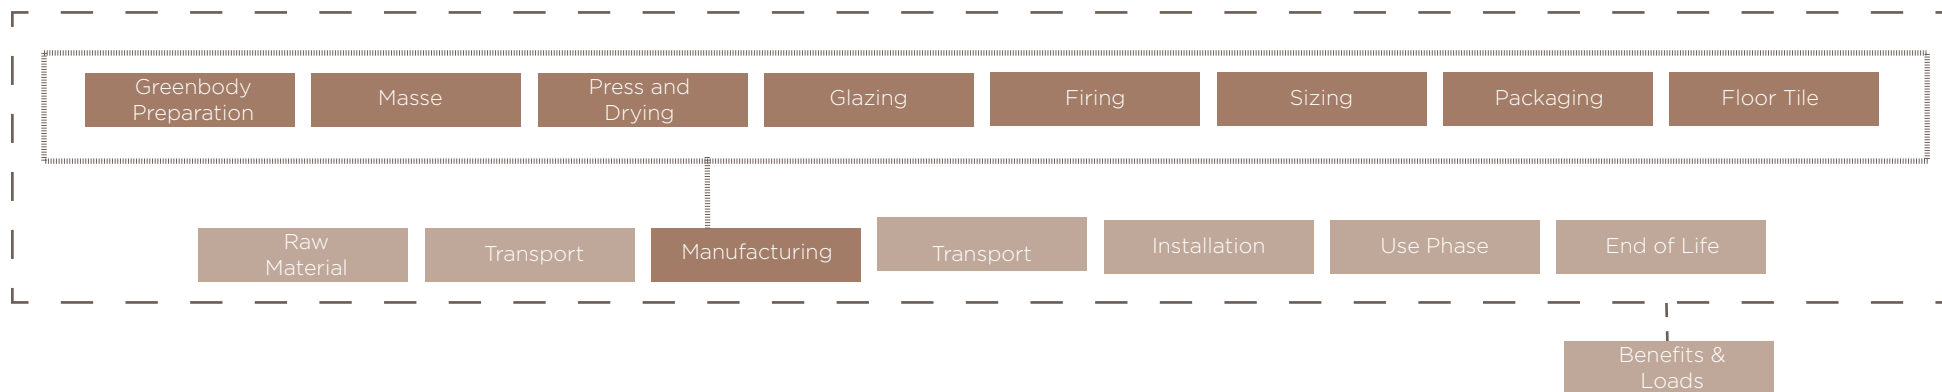 Greenbody
Preparation
Masse
Press and
Drying
Glazing
Firing
Sizing
Packaging
Floor Tile
Raw
Material
Transport
Manufacturing
Transport
Installation
Use Phase
End of Life
Benefits &
Loads